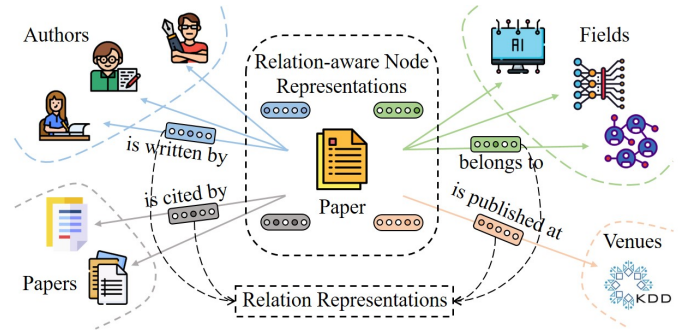 Authors
Relation-aware Node
Representations
AI
Fields
is written by
belongs to
is cited by
Paper
is published at
Papers
Venues
KDD
Relation Representations